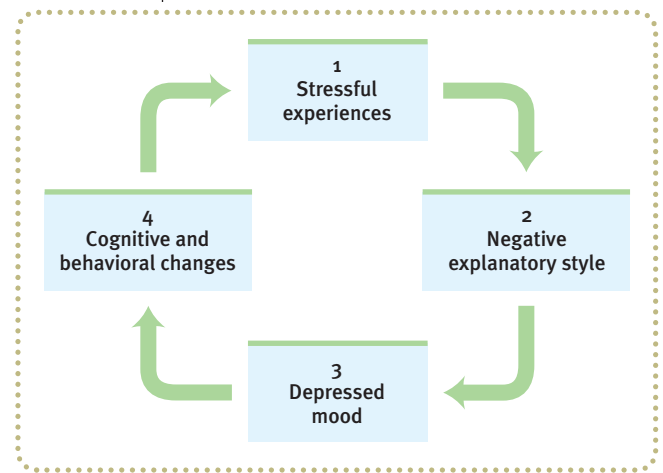 1
Stressful
experiences
2
Negative
explanatory style
3
Depressed
mood
4
Cognitive and
behavioral changes